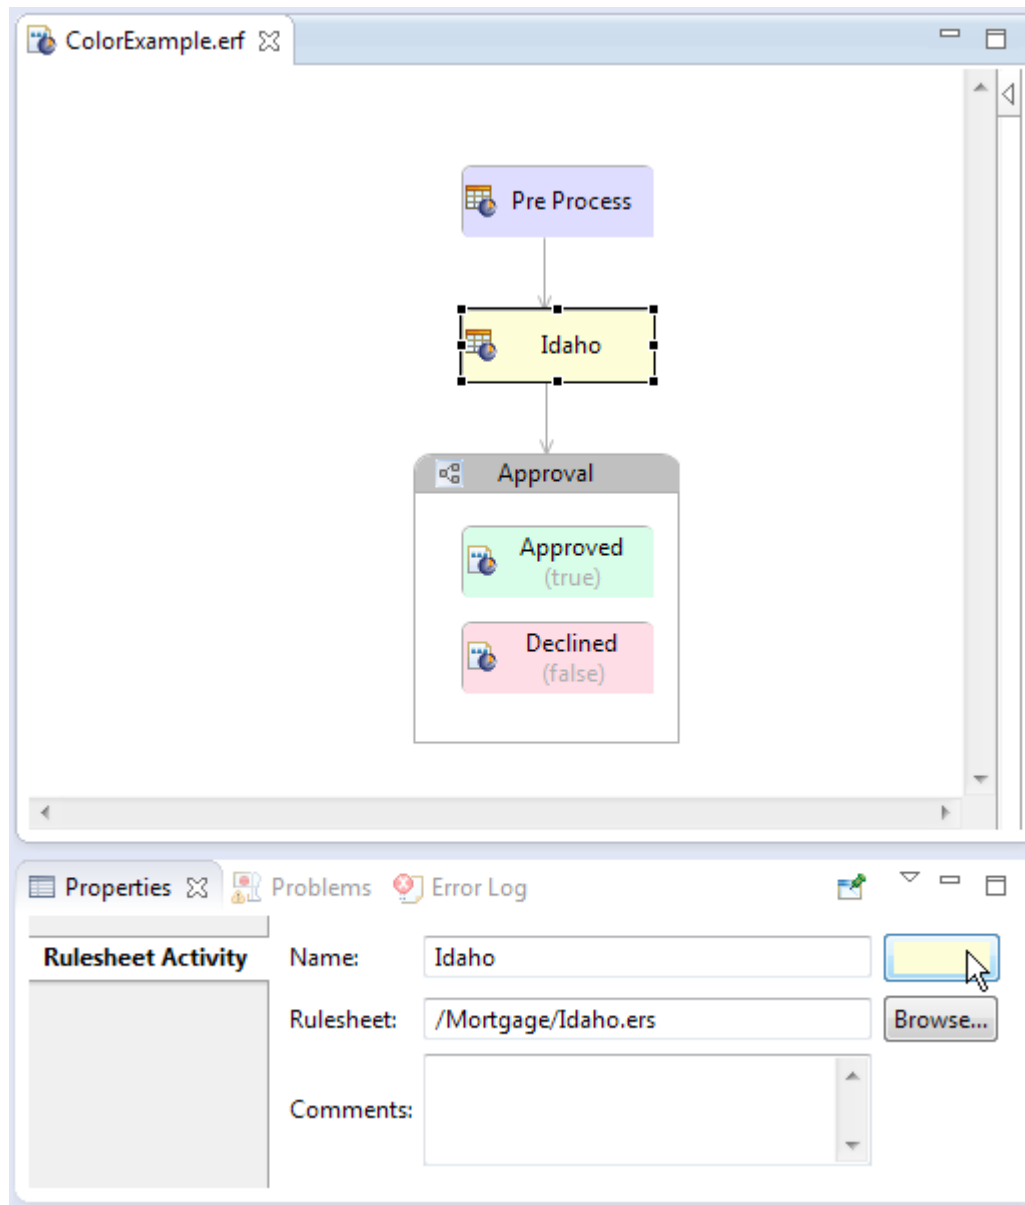 ColorExample.erf
Pre Process
Idaho
Approval
Approved
(true)
Declined
(false)
Properties Problems Error Log
Rulesheet Activity
Name: Idaho
Rulesheet: /Mortgage/Idaho.ers Browse...
Comments: